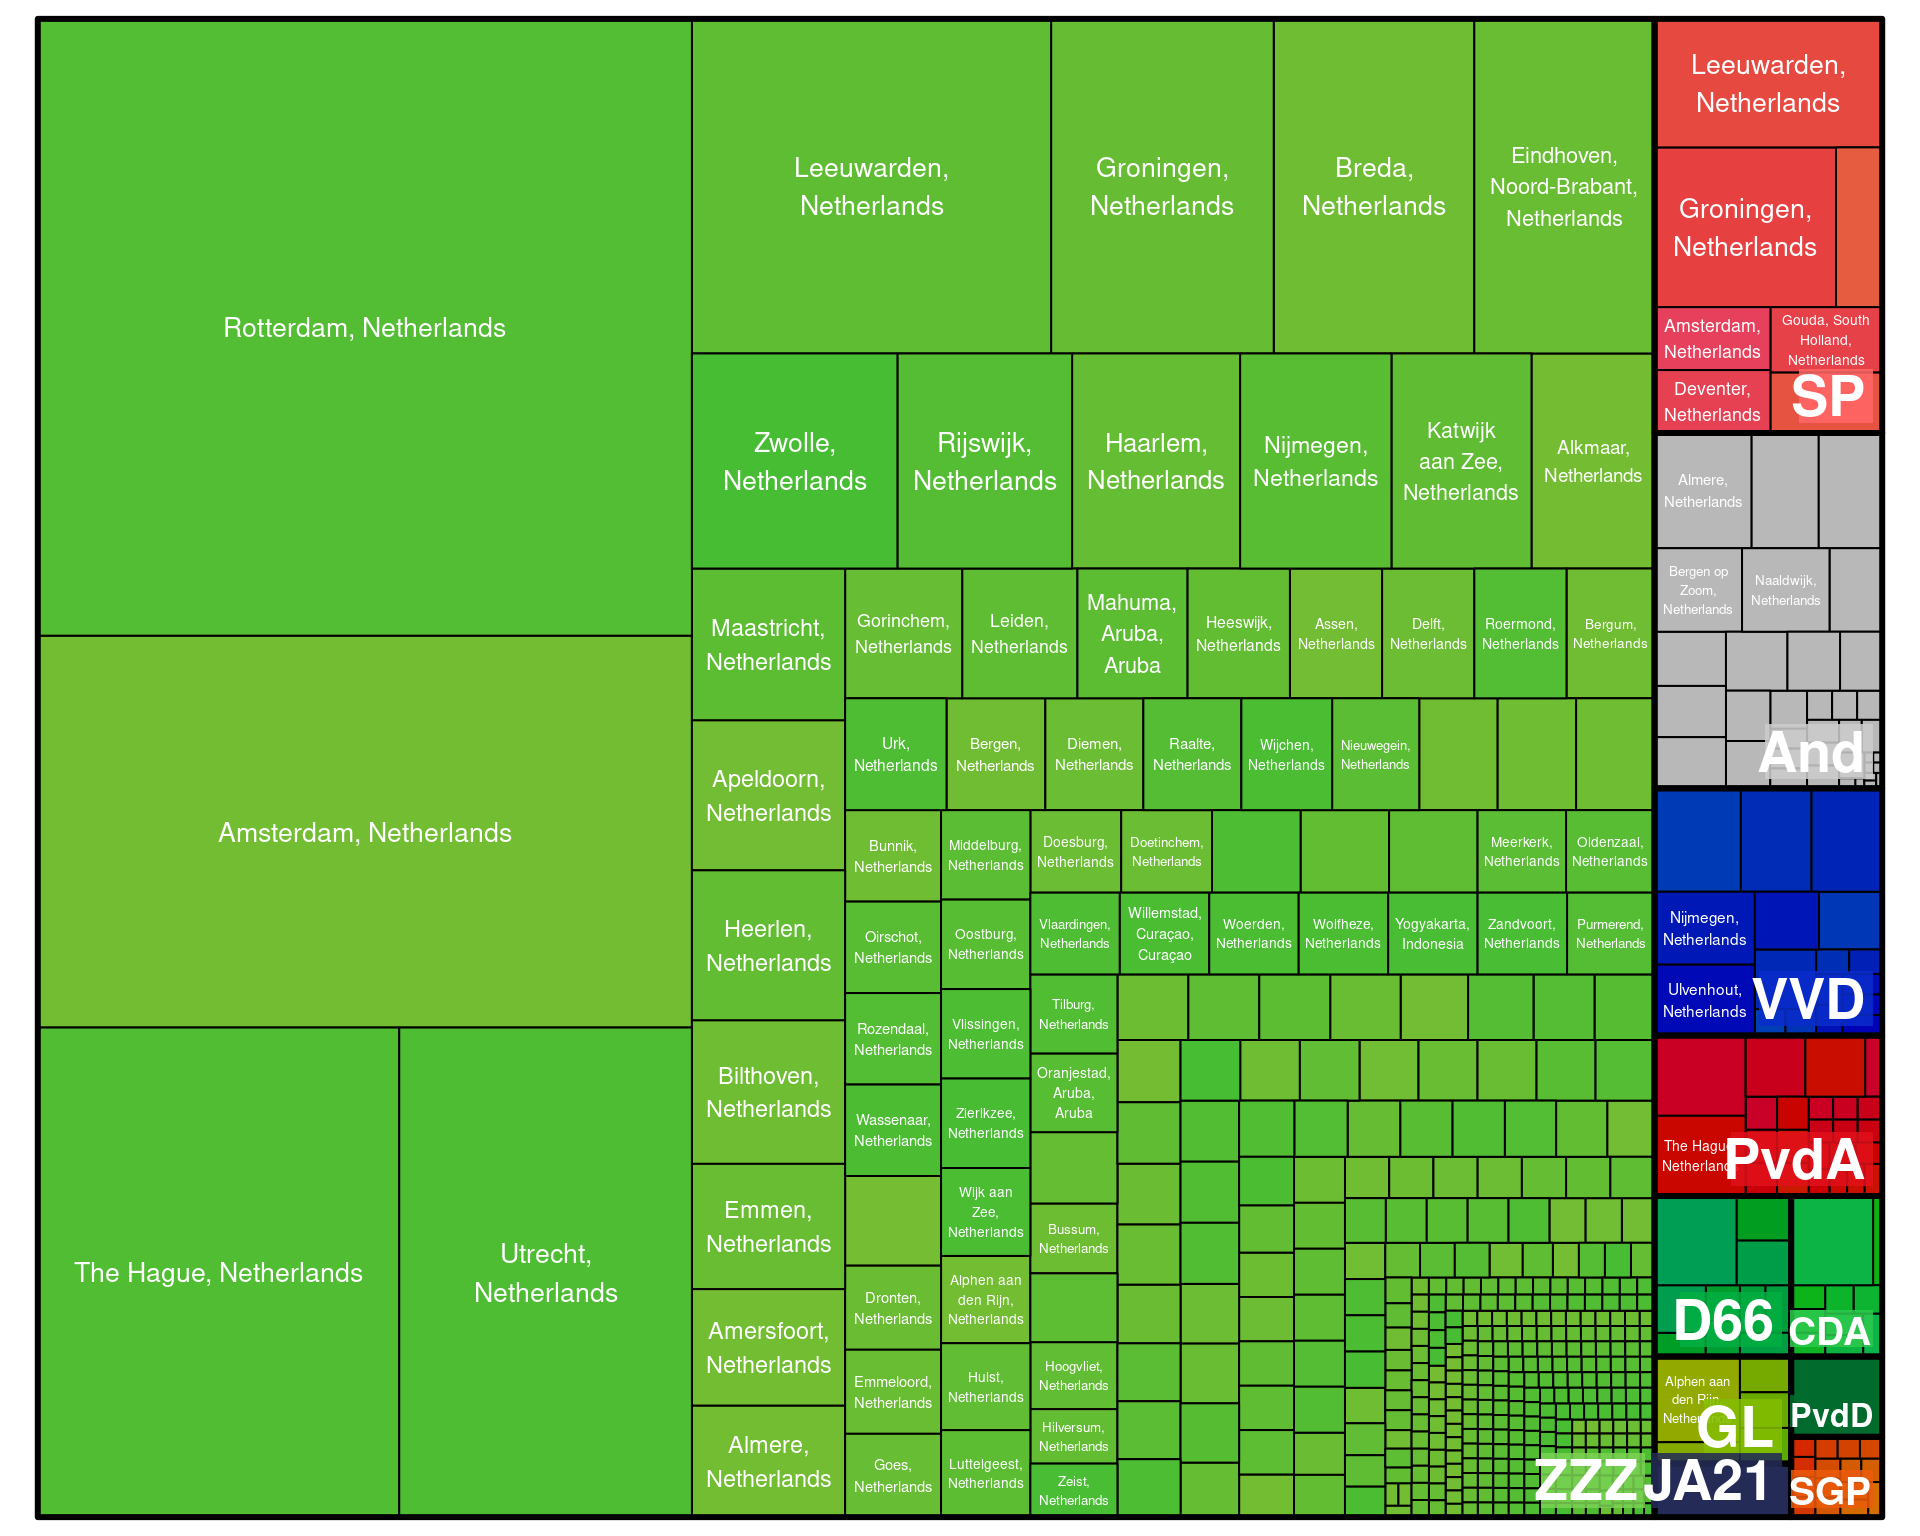 Rotterdam, Netherlands
Amsterdam, Netherlands
The Hague, Netherlands
Utrecht,
Netherlands
Leeuwarden,
Netherlands
Groningen,
Netherlands
Breda,
Netherlands
Eindhoven,
Noord-Brabant,
Netherlands
Zwolle,
Netherlands
Rijswijk,
Netherlands
Haarlem,
Netherlands
Nijmegen,
Netherlands
Katwijk
aan Zee,
Netherlands
Alkmaar,
Netherlands
Maastricht,
Netherlands
Apeldoorn,
Netherlands
Heerlen,
Netherlands
Bilthoven,
Netherlands
Emmen,
Netherlands
Amersfoort,
Netherlands
Almere,
Netherlands
Gorinchem,
Netherlands
Leiden,
Netherlands
Mahuma,
Aruba,
Aruba
Heeswijk,
Netherlands
Assen,
Netherlands
Delft,
Netherlands
Roermond,
Netherlands
Bergum,
Netherlands
Urk,
Netherlands
Bergen,
Netherlands
Diemen,
Netherlands
Raalte,
Netherlands
Wijchen,
Netherlands
Nieuwegein,
Netherlands
Bunnik,
Netherlands
Oirschot,
Netherlands
Rozendaal,
Netherlands
Wassenaar,
Netherlands
Dronten,
Netherlands
Emmeloord,
Netherlands
Goes,
Netherlands
Middelburg,
Netherlands
Oostburg,
Netherlands
Vlissingen,
Netherlands
Zierikzee,
Netherlands
Wijk aan
Zee,
Netherlands
Alphen aan
den Rijn,
Netherlands
Hulst,
Netherlands
Luttelgeest,
Netherlands
Doesburg,
Netherlands
Doetinchem,
Netherlands
Meerkerk,
Netherlands
Oldenzaal,
Netherlands
Vlaardingen,
Netherlands
Willemstad,
Curaçao,
Curaçao
Woerden,
Netherlands
Wolfheze,
Netherlands
Yogyakarta,
Indonesia
Zandvoort,
Netherlands
Purmerend,
Netherlands
Tilburg,
Netherlands
Oranjestad,
Aruba,
Aruba
Bussum,
Netherlands
Hoogvliet,
Netherlands
Hilversum,
Netherlands
Zeist,
Netherlands
ZZZ
Leeuwarden,
Netherlands
Groningen,
Netherlands
Amsterdam,
Netherlands
Gouda, South
Holland,
Netherlands
Deventer,
Netherlands
SP
Almere,
Netherlands
Bergen op
Zoom,
Netherlands
Naaldwijk,
Netherlands
And
Nijmegen,
Netherlands
Ulvenhout,
Netherlands
VVD
The Hague,
Netherlands
PvdA
D66
CDA
Alphen aan
den Rijn,
Netherlands
GL
PvdD
JA21
SGP